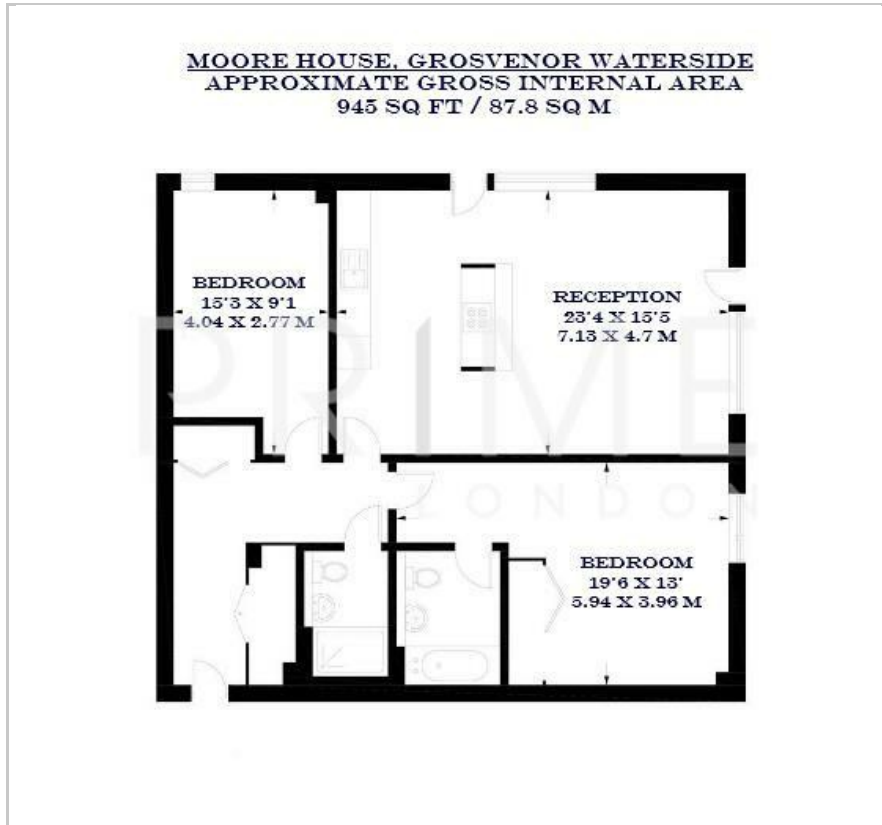 MOORE HOUSE, GROSVENOR WATERSIDE
APPROXIMATE GROSS INTERNAL AREA
945 SQ FT / 87.8 SQ M
BEDROOM
15'3 X 9'1
4.04 X 2.77 M
RECEPTION
23'4 X 15'5
7.13 X 4.7 M
PRIME
LONDON
BEDROOM
19'6 X 13'
5.94 X 3.96 M